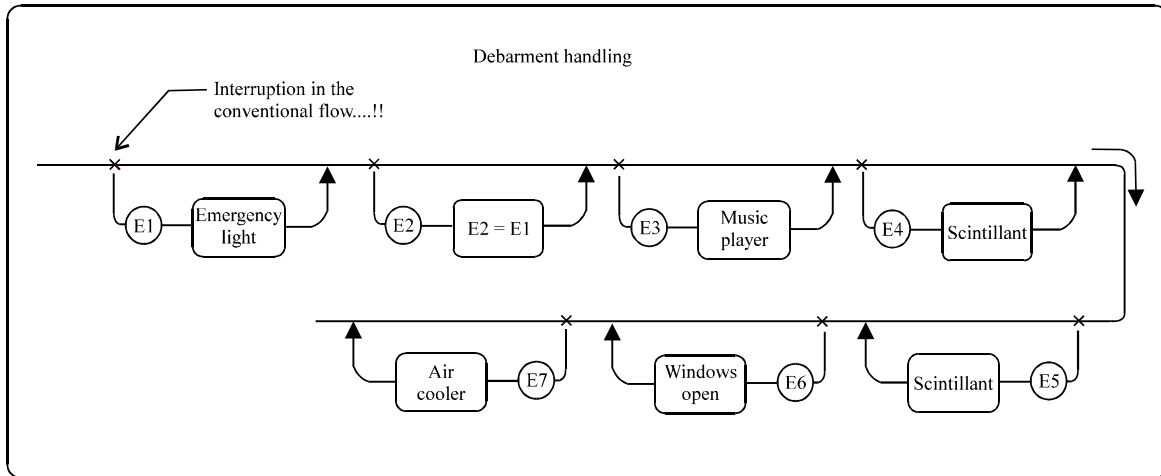 Debarment handling
Interruption in the
conventional flow....!!
E1
Emergency
light
E2
E2 = E1
E3
Music
player
E4
Scintillant
Air
cooler
E7
Windows
open
E6
Scintillant
E5